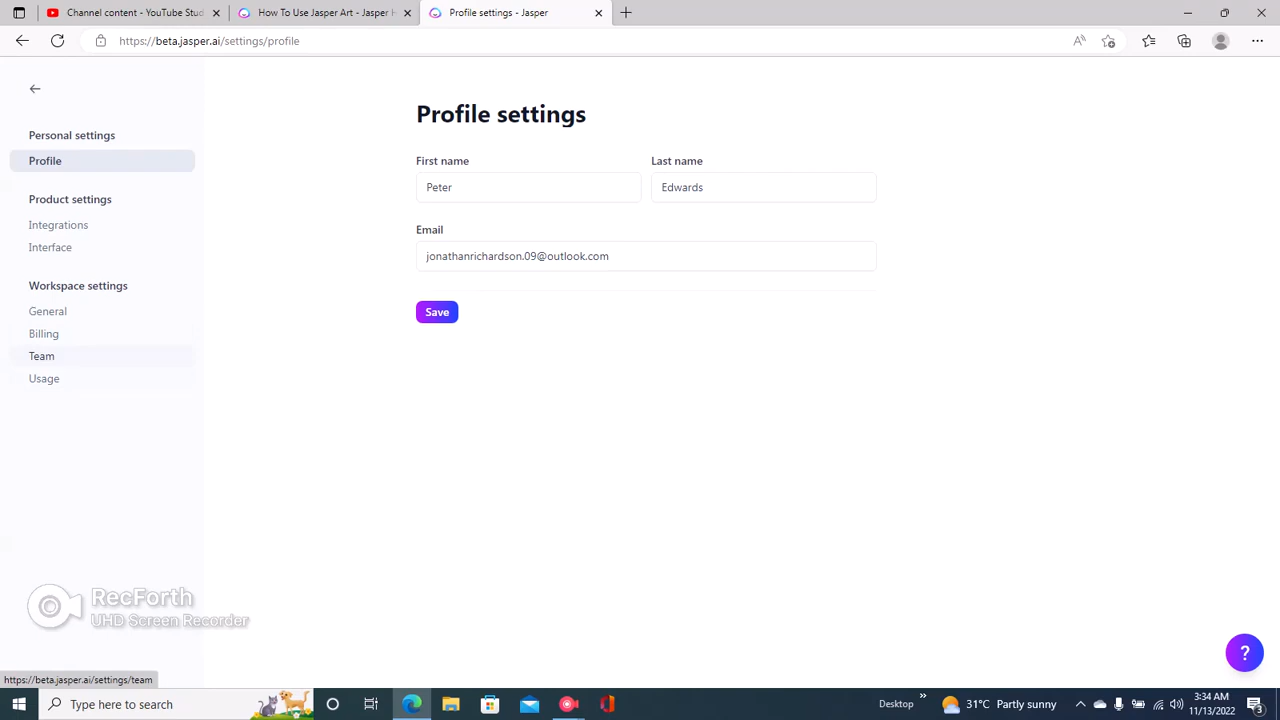 Channel content - YouTube Stud
How To Use Jasper Art - Jasper H
Profile settings - Jasper
https://beta.jasper.ai/settings/profile
Personal settings
Profile
Product settings
Integrations
Interface
Workspace settings
General
Billing
Team
Usage
Profile settings
First name
Last name
Peter
Edwards
Email
jonathanrichardson.09@outlook.com
Save
RecForth
UHD Screen Recorder
?
https://beta.jasper.ai/settings/team
Type here to search
Desktop
31°C Partly sunny
3:34 AM
11/13/2022
3